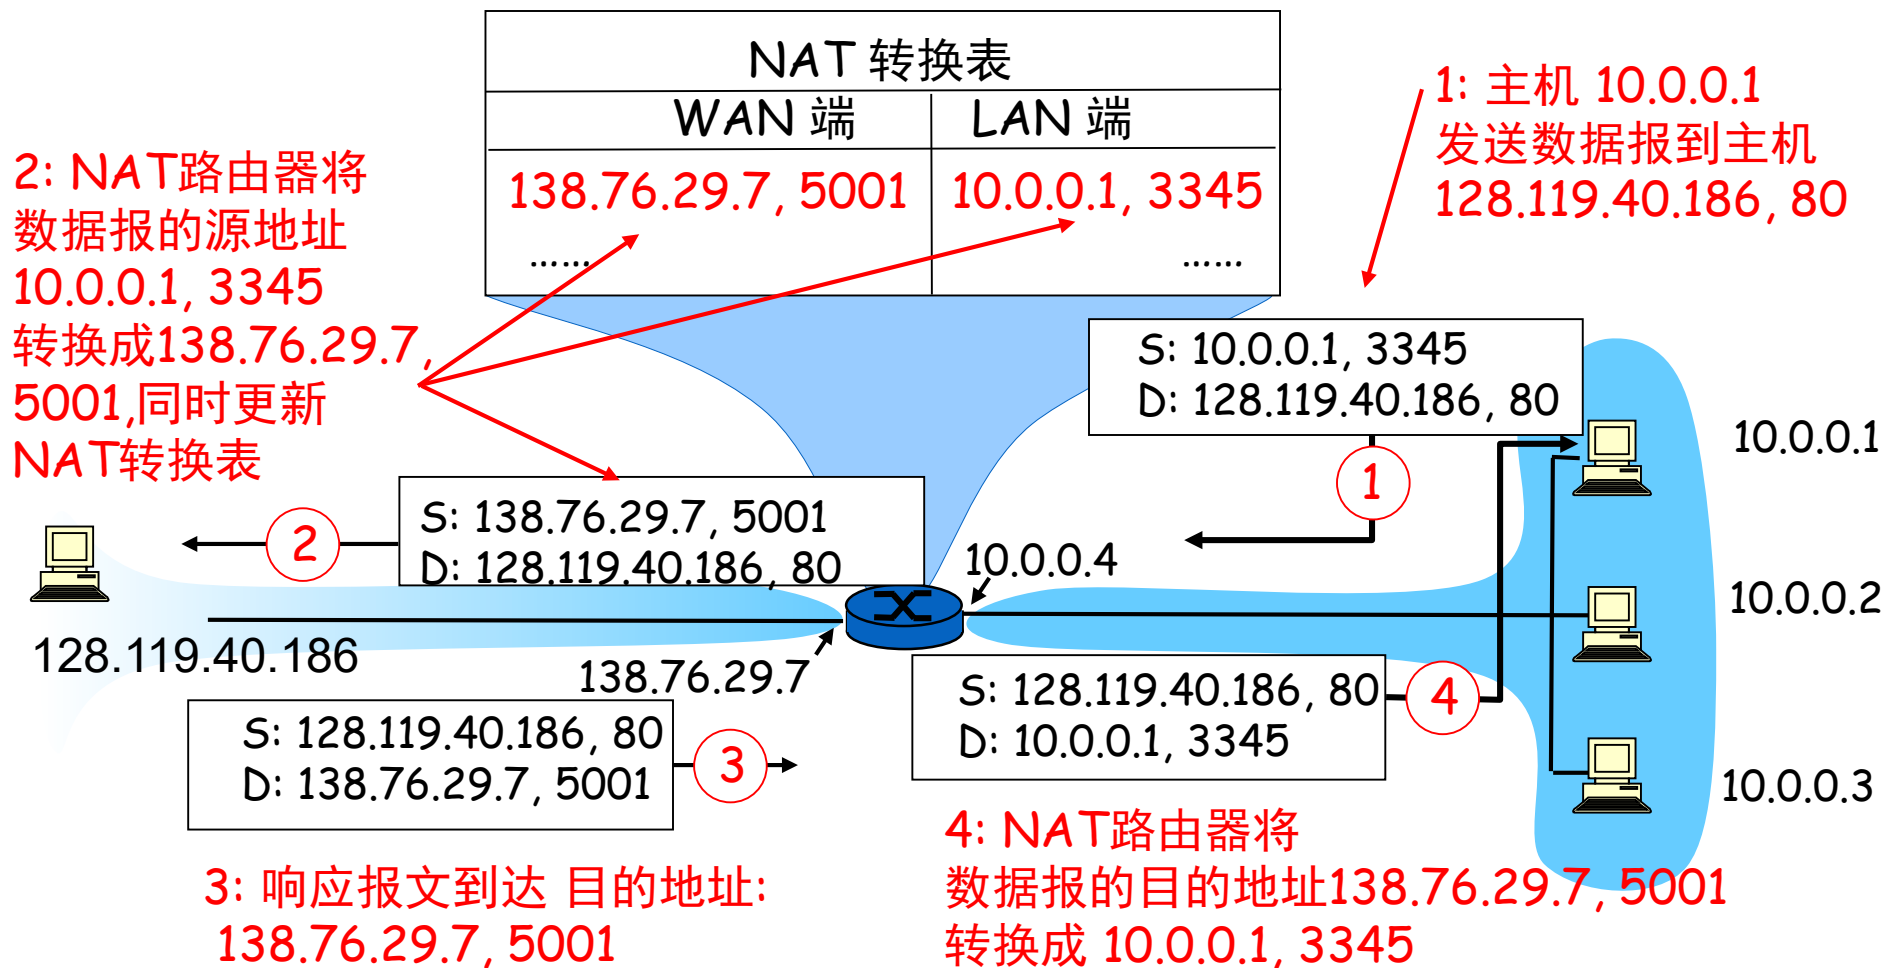 NAT 转换表
WAN 端
LAN 端
138.76.29.7, 5001
10.0.0.1, 3345
......
......
1: 主机 10.0.0.1
发送数据报到主机
128.119.40.186, 80
2: NAT路由器将
数据报的源地址
10.0.0.1, 3345
转换成138.76.29.7,
5001,同时更新
NAT转换表
S: 10.0.0.1, 3345
D: 128.119.40.186, 80
1
10.0.0.1
S: 138.76.29.7, 5001
D: 128.119.40.186, 80
2
10.0.0.4
10.0.0.2
128.119.40.186
138.76.29.7
S: 128.119.40.186, 80
D: 10.0.0.1, 3345
4
S: 128.119.40.186, 80
D: 138.76.29.7, 5001
3
10.0.0.3
3: 响应报文到达 目的地址:
138.76.29.7, 5001
4: NAT路由器将
数据报的目的地址138.76.29.7, 5001
转换成 10.0.0.1, 3345